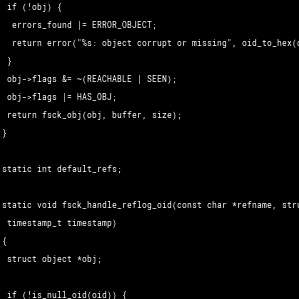 if (!obj) {
errors_found |= ERROR_OBJECT;
return error("%s: object corrupt or missing", oid_to_hex(
}
obj->flags &= ~(REACHABLE | SEEN);
obj->flags |= HAS_OBJ;
return fsck_obj(obj, buffer, size);
}
static int default_refs;
static void fsck_handle_reflog_oid(const char *refname,
timestamp_t timestamp)
{
struct object *obj;
if (!is_null_oid(oid)) {